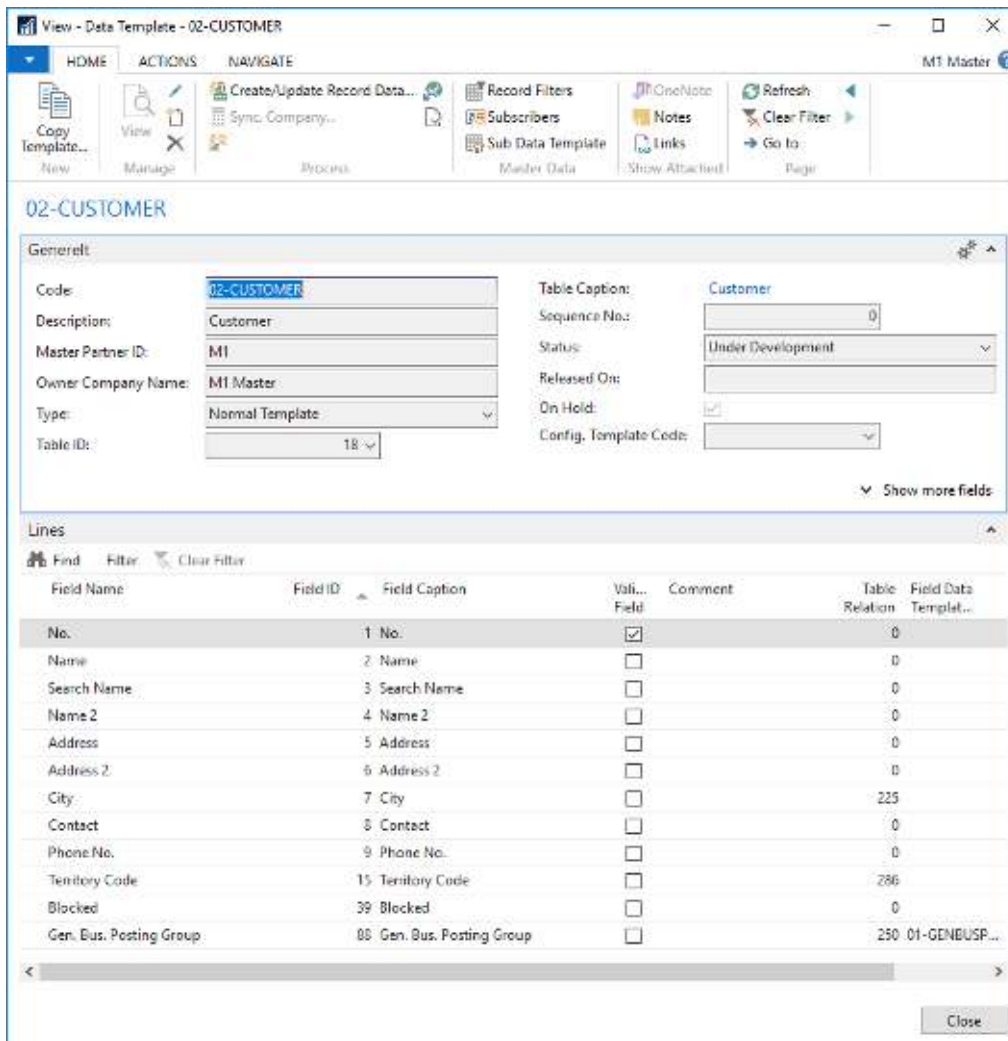 View - Data Template - 02-CUSTOMER
HOME ACTIONS NAVIGATE
M1 Master
Copy Template...
View
Create/Update Record Data...
Sync. Company...
Record Filters
Subscribers
Sub Data Template
OneNote
Notes
Links
Refresh
Clear Filter
Go to
New Manage Process Master Data Show Attached Page
02-CUSTOMER
Generelt
Code: 02-CUSTOMER
Description: Customer
Master Partner ID: M1
Owner Company Name: M1 Master
Type: Normal Template
Table ID: 18
Table Caption: Customer
Sequence No.: 0
Status: Under Development
Released On:
On Hold:
Config. Template Code:
Show more fields
Lines
Find Filter Clear Filter
Field Name Field ID Field Caption Vali... Field Comment Table Relation Field Data Templat...
No. 1 No. 0
Name 2 Name 0
Search Name 3 Search Name 0
Name 2 4 Name 2 0
Address 5 Address 0
Address 2 6 Address 2 0
City 7 City 225
Contact 8 Contact 0
Phone No. 9 Phone No. 0
Territory Code 15 Territory Code 286
Blocked 39 Blocked 0
Gen. Bus. Posting Group 88 Gen. Bus. Posting Group 250 01-GENBUSP...
Close